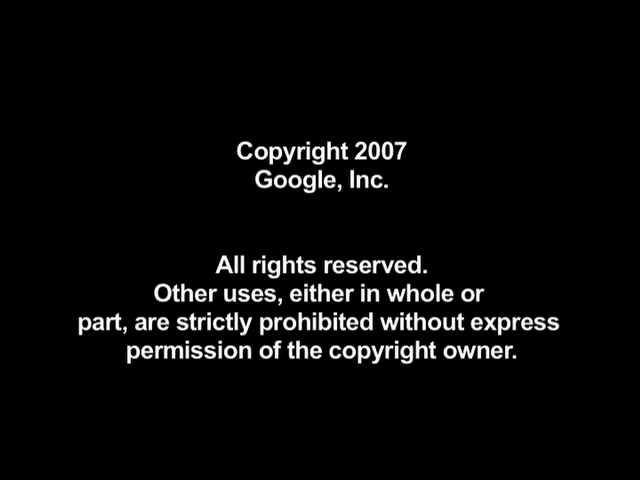 Copyright 2007
Google, Inc.
All rights reserved.
Other uses, either in whole or
part, are strictly prohibited without express
permission of the copyright owner.